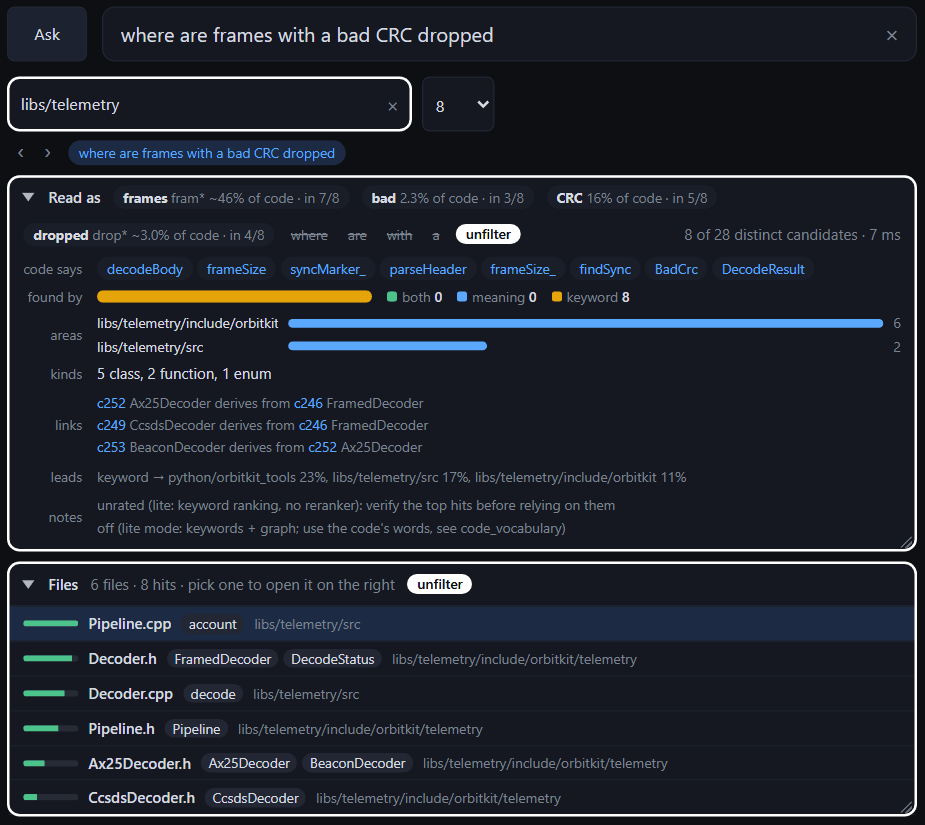 Ask where are frames with a bad CRC dropped ×
libs/telemetry × 8
‹ › where are frames with a bad CRC dropped
▼ Read as frames fram* ~46% of code · in 7/8 bad 2.3% of code · in 3/8 CRC 16% of code · in 5/8
dropped drop* ~3.0% of code · in 4/8 where are with a unfilter 8 of 28 distinct candidates · 7 ms
code says decodeBody frameSize syncMarker_ parseHeader frameSize_ findSync BadCrc DecodeResult
found by both 0 meaning 0 keyword 8
areas libs/telemetry/include/orbitkit 6
libs/telemetry/src 2
kinds 5 class, 2 function, 1 enum
links c252 Ax25Decoder derives from c246 FramedDecoder
c249 CcsdsDecoder derives from c246 FramedDecoder
c253 BeaconDecoder derives from c252 Ax25Decoder
leads keyword → python/orbitkit_tools 23%, libs/telemetry/src 17%, libs/telemetry/include/orbitkit 11%
notes unrated (lite: keyword ranking, no reranker): verify the top hits before relying on them
off (lite mode: keywords + graph; use the code's words, see code_vocabulary)
▼ Files 6 files · 8 hits · pick one to open it on the right unfilter
Pipeline.cpp account libs/telemetry/src
Decoder.h FramedDecoder DecodeStatus libs/telemetry/include/orbitkit/telemetry
Decoder.cpp decode libs/telemetry/src
Pipeline.h Pipeline libs/telemetry/include/orbitkit/telemetry
Ax25Decoder.h Ax25Decoder BeaconDecoder libs/telemetry/include/orbitkit/telemetry
CcsdsDecoder.h CcsdsDecoder libs/telemetry/include/orbitkit/telemetry